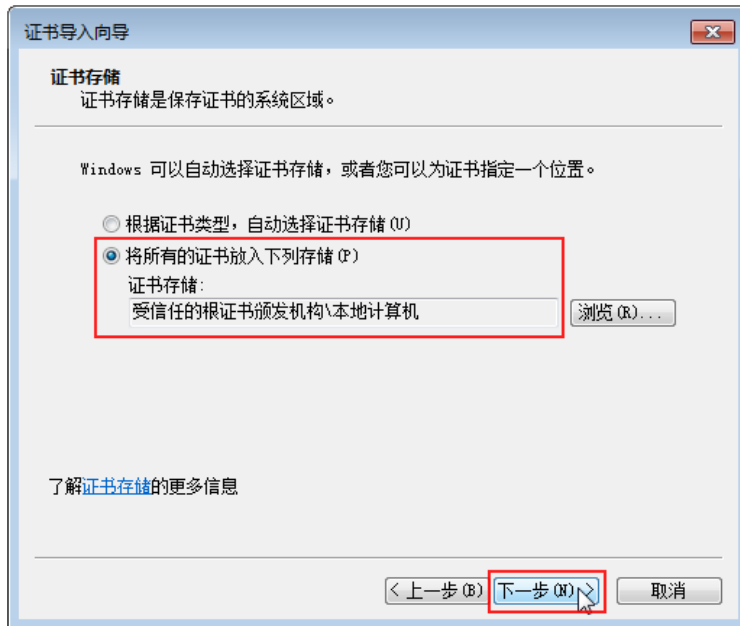 证书导入向导
证书存储
证书存储是保存证书的系统区域。
Windows 可以自动选择证书存储，或者您可以为证书指定一个位置。
根据证书类型，自动选择证书存储(U)
将所有的证书放入下列存储(P)
证书存储:
受信任的根证书颁发机构\本地计算机
浏览(R)...
了解证书存储的更多信息
< 上一步(B)
下一步(N) >
取消